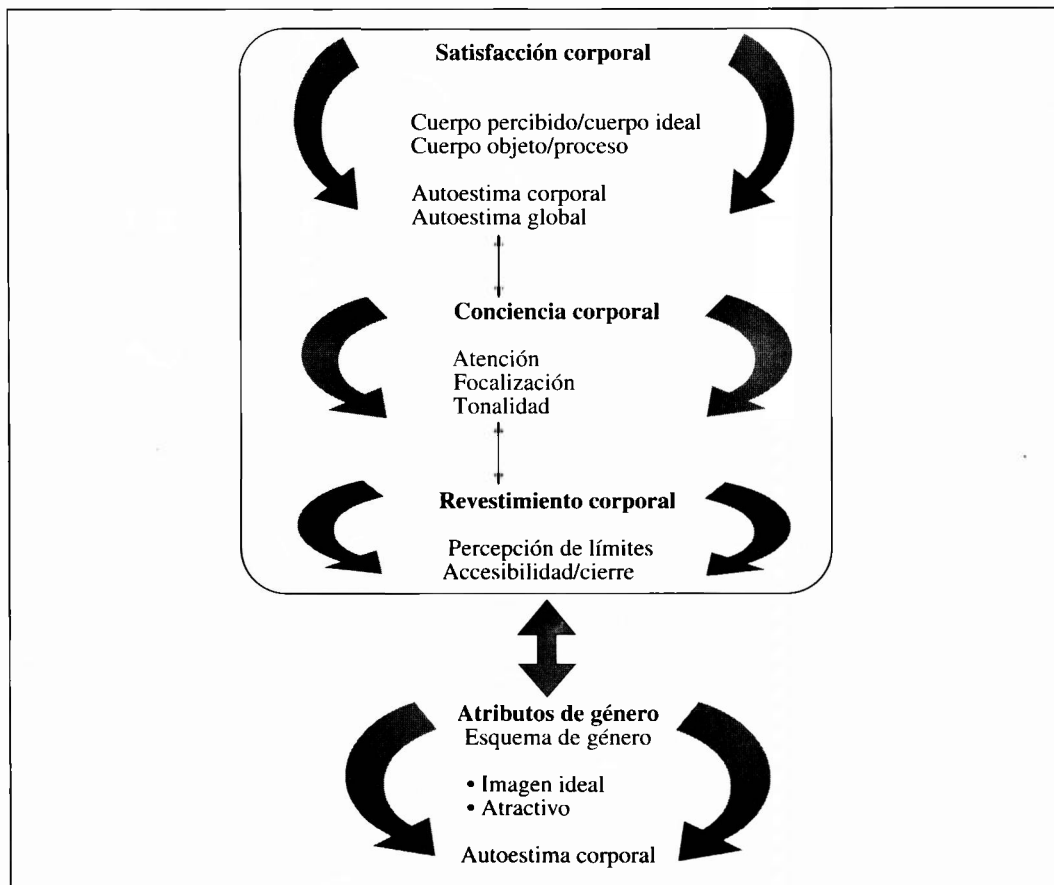 Satisfacción corporal
Cuerpo percibido/cuerpo ideal
Cuerpo objeto/proceso
Autoestima corporal
Autoestima global
Conciencia corporal
Atención
Focalización
Tonalidad
Revestimiento corporal
Percepción de límites
Accesibilidad/cierre
Atributos de género
Esquema de género
• Imagen ideal
• Atractivo
Autoestima corporal